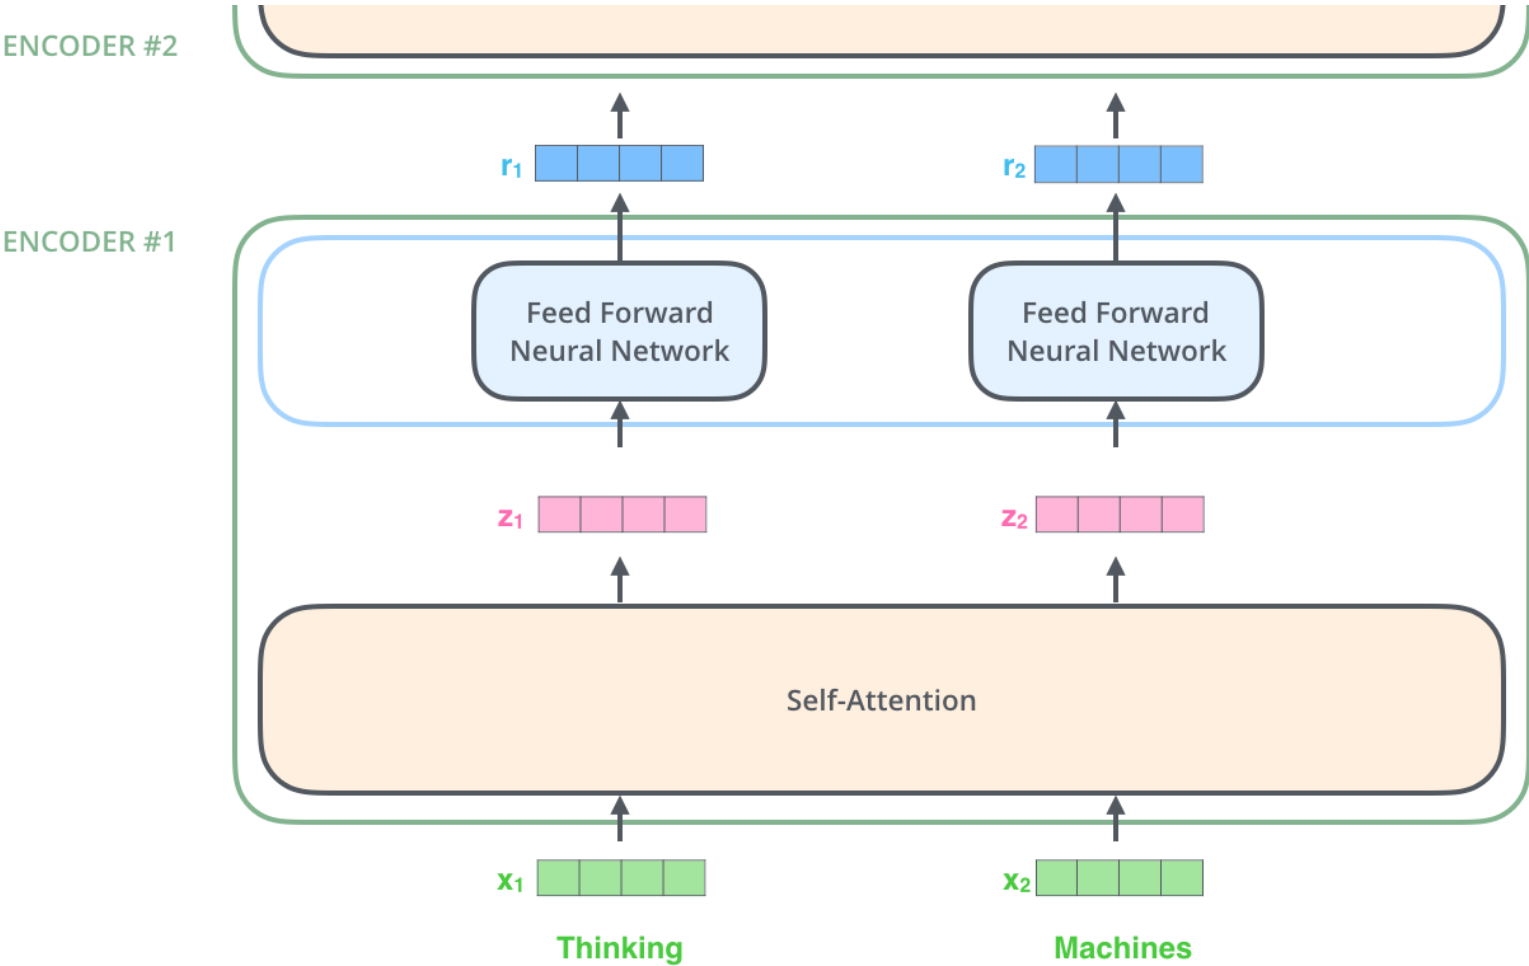 ENCODER #2
r₁
r₂
ENCODER #1
Feed Forward
Neural Network
Feed Forward
Neural Network
z₁
z₂
Self-Attention
x₁
x₂
Thinking
Machines